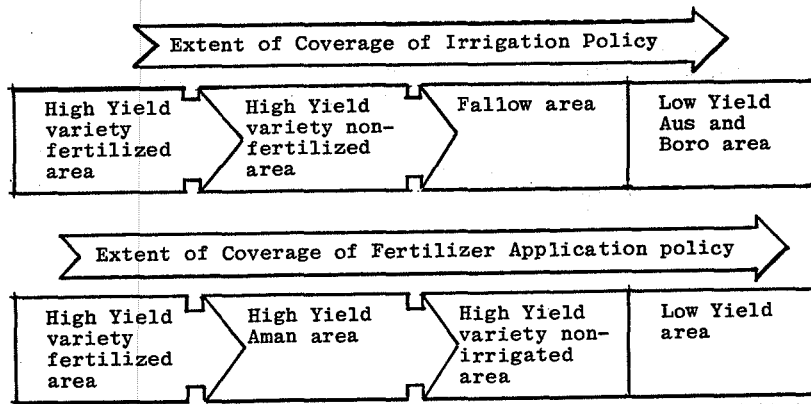 Extent of Coverage of Irrigation Policy
High Yield
variety
fertilized
area
High Yield
variety non-
fertilized
area
Fallow area
Low Yield
Aus and
Boro area
Extent of Coverage of Fertilizer Application policy
High Yield
variety
fertilized
area
High Yield
Aman area
High Yield
variety non-
irrigated
area
Low Yield
area